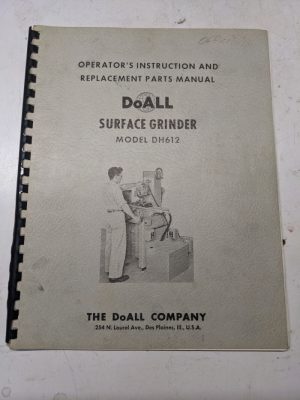 OPERATOR'S INSTRUCTION AND
REPLACEMENT PARTS MANUAL
DoALL
SURFACE GRINDER
MODEL DH612
THE DoALL COMPANY
254 N. Laurel Ave., Des Plaines, Ill., U.S.A.